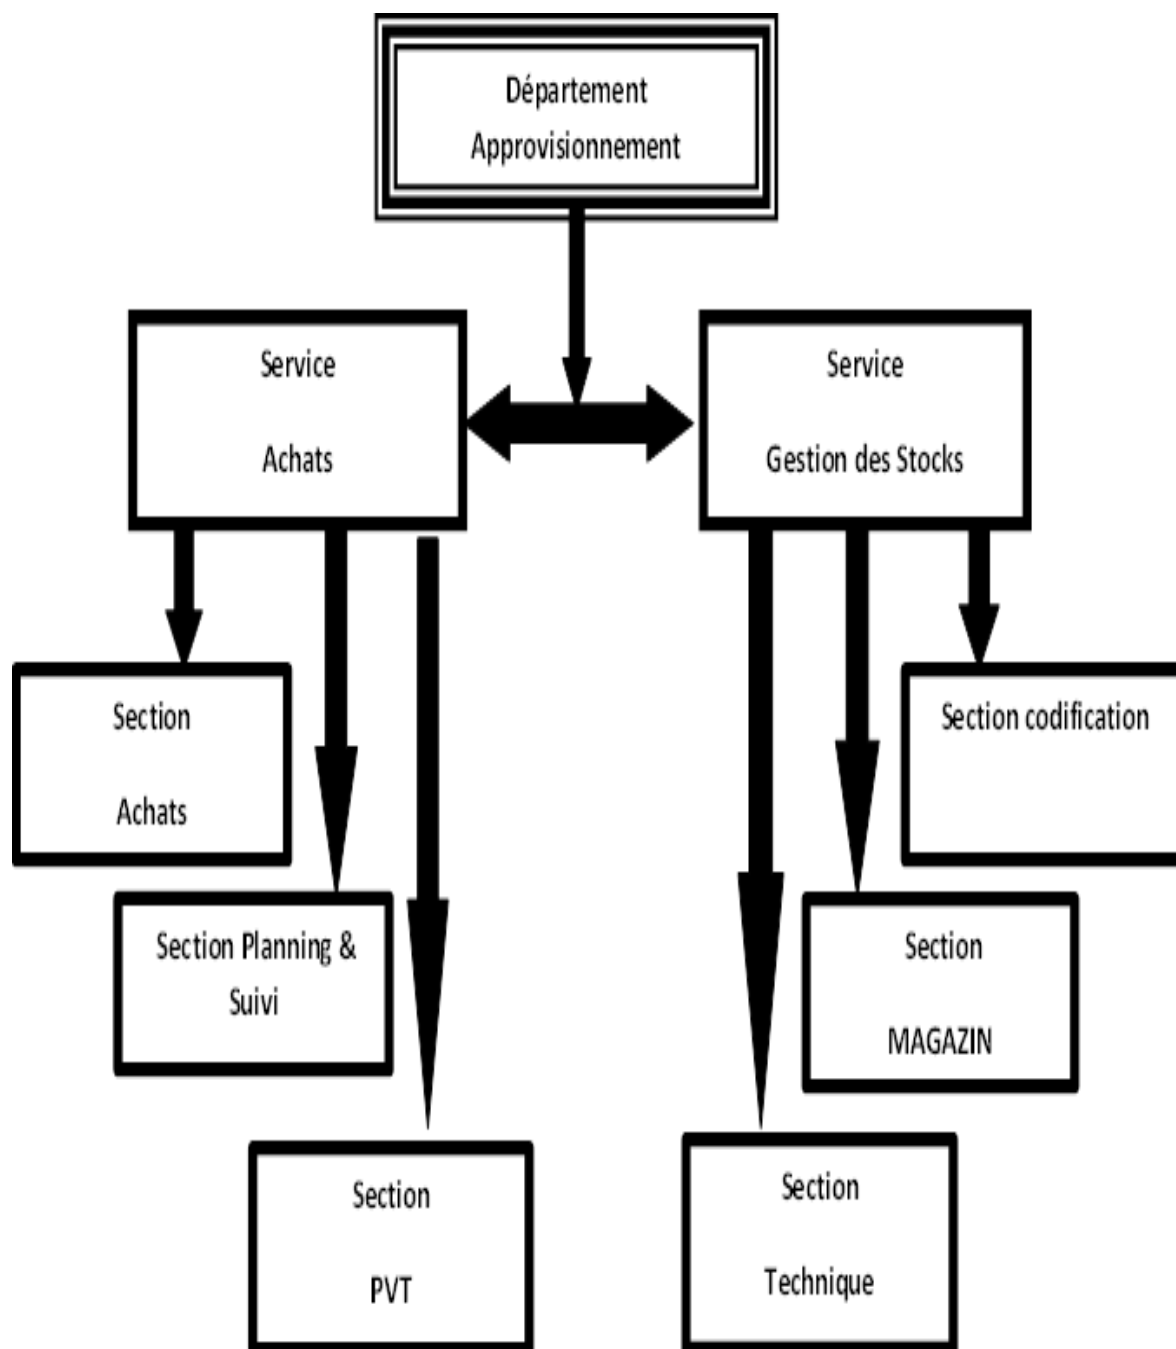 Département
Approvisionnement
Service
Achats
Service
Gestion des Stocks
Section
Achats
Section codification
Section Planning &
Suivi
Section
MAGAZIN
Section
PVT
Section
Technique